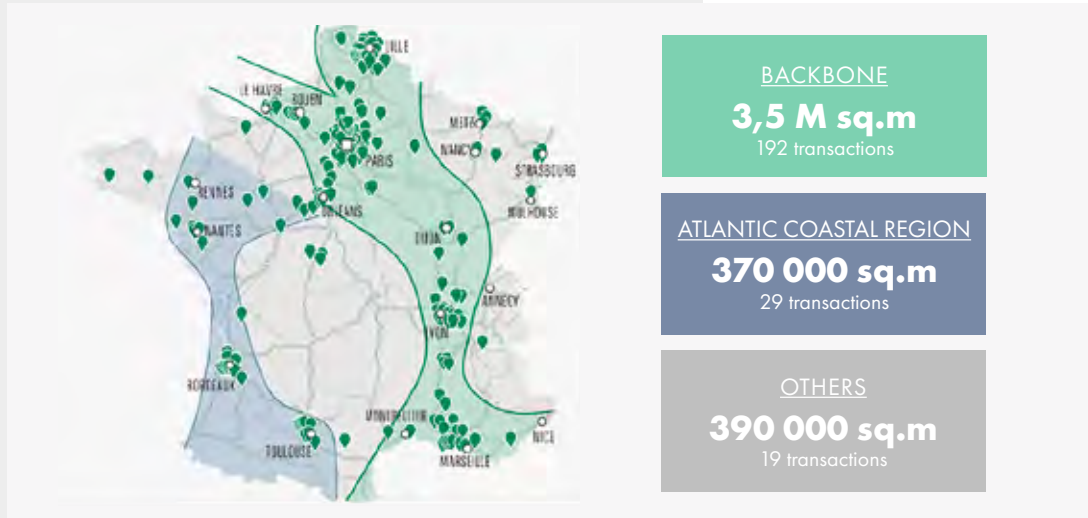 LILLE
LE HAVRE
ROUEN
METZ
NANCY
STRASBOURG
PARIS
RENNES
ORLEANS
MULHOUSE
NANTES
DIJON
ANNECY
LYON
BORDEAUX
MONTPELLIER
TOULOUSE
NICE
MARSEILLE
BACKBONE
3,5 M sq.m
192 transactions
ATLANTIC COASTAL REGION
370 000 sq.m
29 transactions
OTHERS
390 000 sq.m
19 transactions